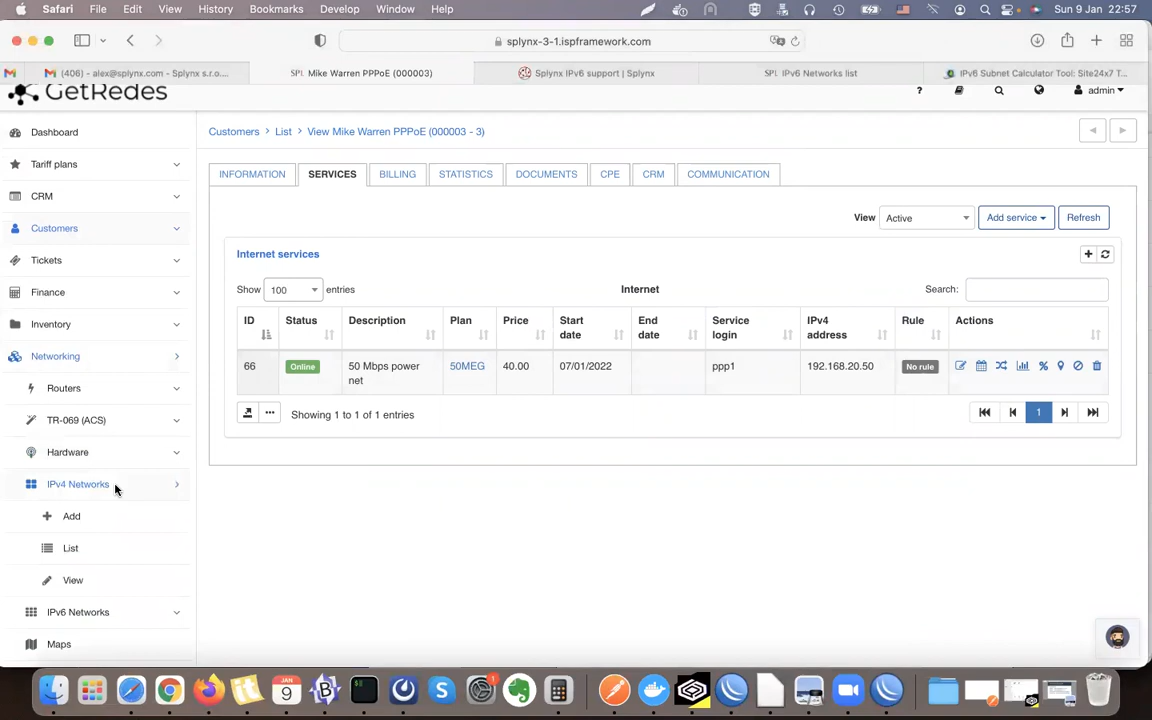 Safari File Edit View History Bookmarks Develop Window Help Sun 9 Jan 22:57
splynx-3-1.ispframework.com
(406) - alex@splynx.com - Splynx s.r.o.... Mike Warren PPPoE (000003) Splynx IPv6 support | Splynx IPv6 Networks list IPv6 Subnet Calculator Tool: Site24x7 T...
GetRedes ? admin
Dashboard
Tariff plans
CRM
Customers
Tickets
Finance
Inventory
Networking
Routers
TR-069 (ACS)
Hardware
IPv4 Networks
Add
List
View
IPv6 Networks
Maps
Customers > List > View Mike Warren PPPoE (000003 - 3)
INFORMATION SERVICES BILLING STATISTICS DOCUMENTS CPE CRM COMMUNICATION
View Active Add service Refresh
Internet services
Show 100 entries Internet Search:
ID Status Description Plan Price Start date End date Service login IPv4 address Rule Actions
66 Online 50 Mbps power net 50MEG 40.00 07/01/2022 ppp1 192.168.20.50 No rule
Showing 1 to 1 of 1 entries 1
JAN 9 1